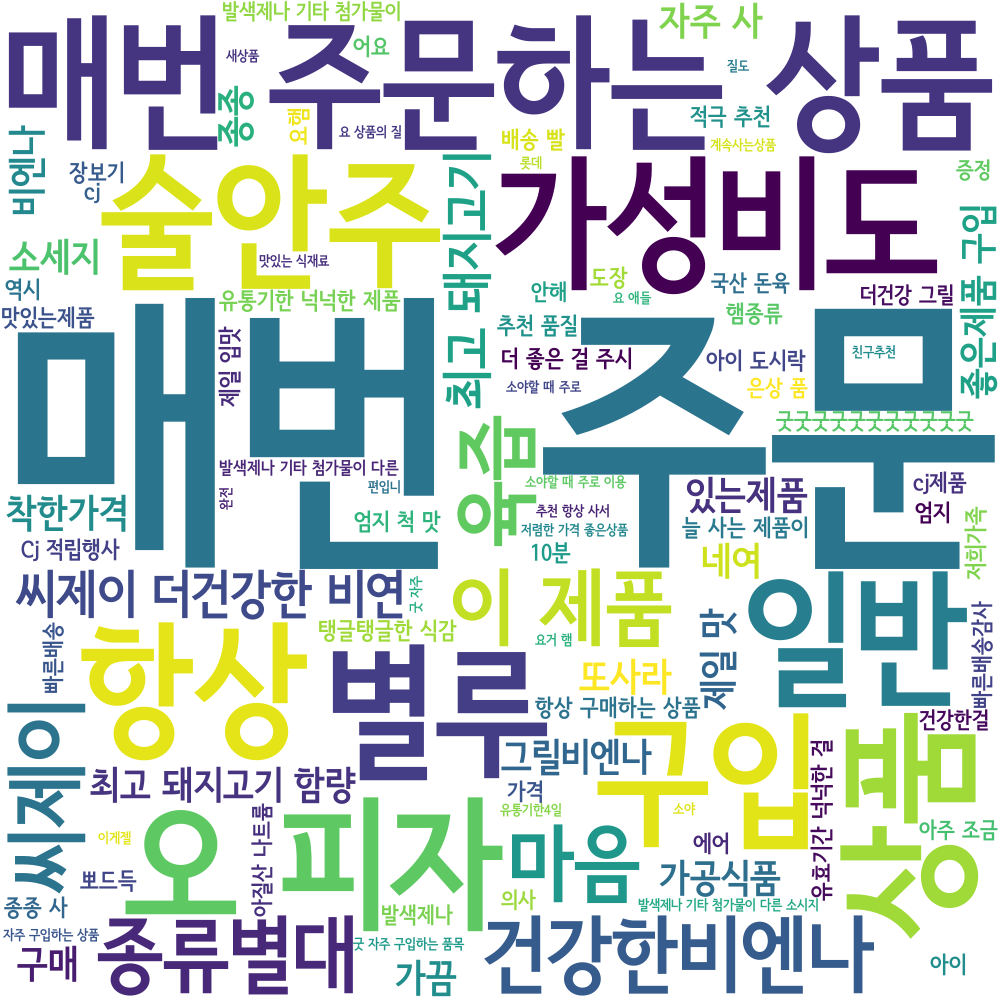 발색제나 기타 첨가물이
자주 사
매번 주문하는 상품
어요
새상품
질도
종종
요햄
요 상품의 질
배송 빨
적극 추천
계속사는상품
비엔나
장보기
cj
술안주
최고 돼지고기
롯데
가성비도
증정
소세지
맛있는 식재료
좋은제품 구입
역시
유통기한 넉넉한 제품
안해
도장
요 애들
국산 돈육
더건강 그릴
맛있는제품
제일 입맛
추천 품질
햄종류
매번 주문
더 좋은 걸 주시
아이 도시락
친구추천
소야할 때 주로
은상 품
굿굿굿굿굿굿굿굿굿굿굿
육즙
발색제나 기타 첨가물이 다른
완전
편입니
소야할 때 주로 이용
있는제품
cj제품
착한가격
엄지 척 맛
추천 항상 사서
저렴한 가격 좋은상품
늘 사는 제품이
엄지
Cj 적립행사
10분
네여
저희가족
씨제이 더건강한 비엔
굿 자주
이 제품
일반
빠른배송
항상
탱글탱글한 식감
요거 햄
제일 맛
빠른배송감사
별루
또사라
항상 구매하는 상품
씨제이
구입
건강한걸
상품
최고 돼지고기 함량
그릴비엔나
유효기간 넉넉한 걸
가격
오 피자
유통기한4일
소야
이게젤
아질산 나트륨
마음
에어
아주 조금
뽀드득
가공식품
종종 사
발색제나
의사
발색제나 기타 첨가물이 다른 소시지
자주 구입하는 상품
종류별대
굿 자주 구입하는 품목
건강한비엔나
구매
가끔
아이